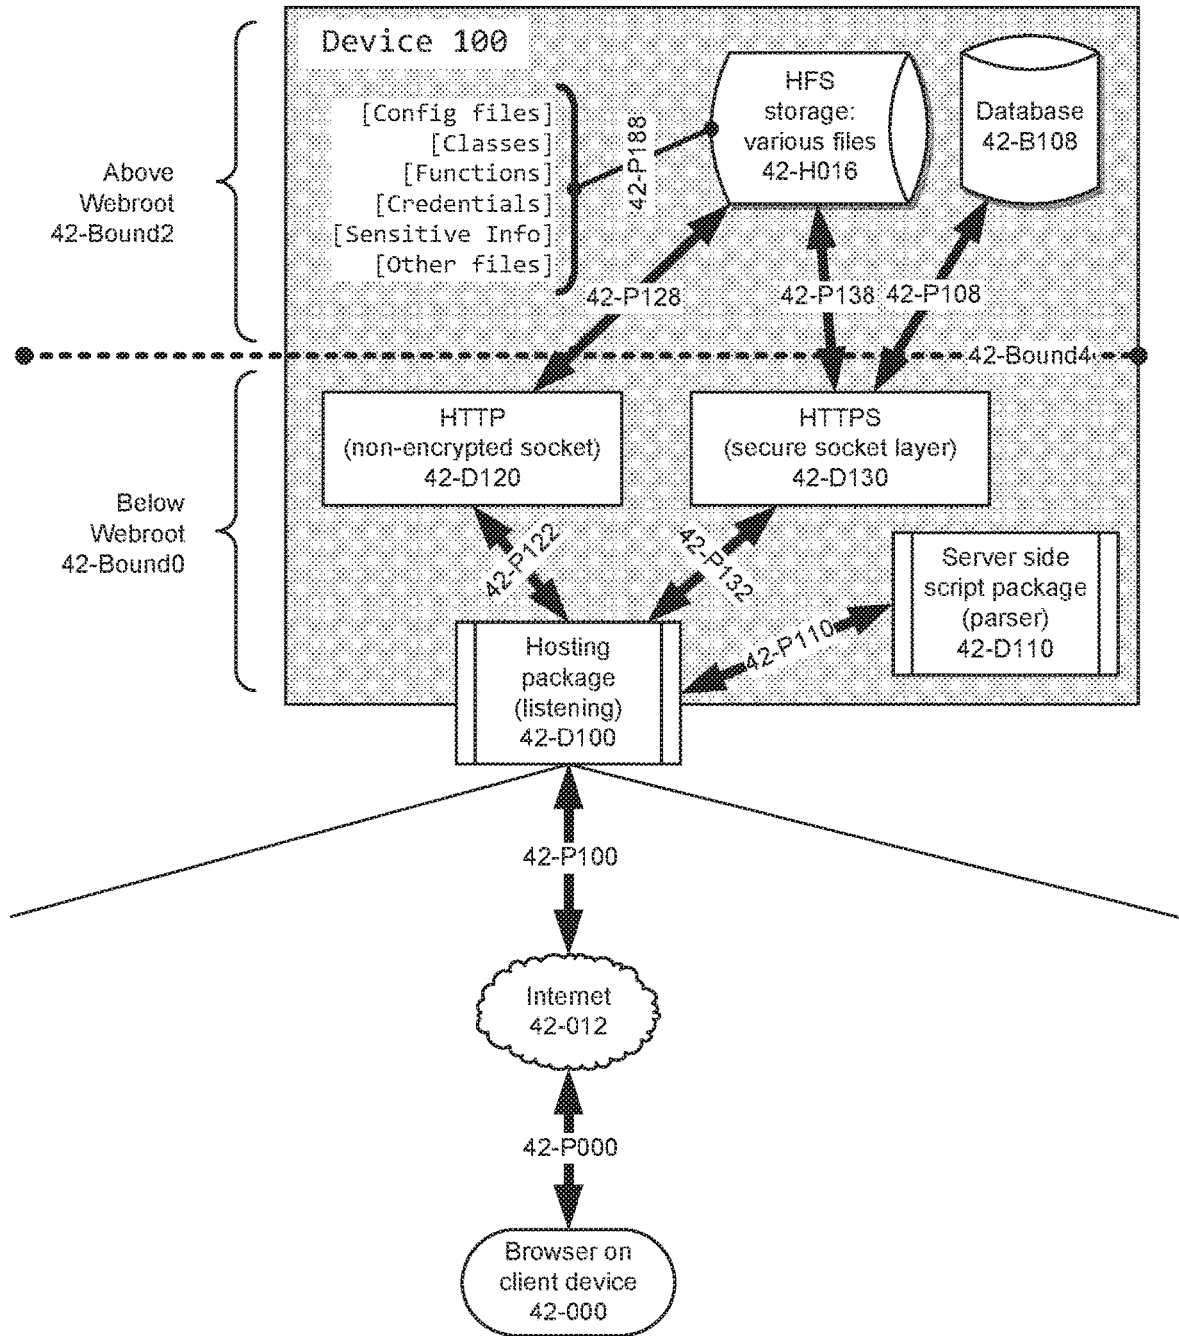 Device 100
[Config files]
[Classes]
[Functions]
[Credentials]
[Sensitive Info]
[Other files]
42-P188
HFS
storage:
various files
42-H016
Database
42-B108
Above
Webroot
42-Bound2
42-P128
42-P138
42-P108
42-Bound4
HTTP
(non-encrypted socket)
42-D120
HTTPS
(secure socket layer)
42-D130
Below
Webroot
42-Bound0
42-P122
42-P132
Server side
script package
(parser)
42-D110
42-P110
Hosting
package
(listening)
42-D100
42-P100
Internet
42-012
42-P000
Browser on
client device
42-000